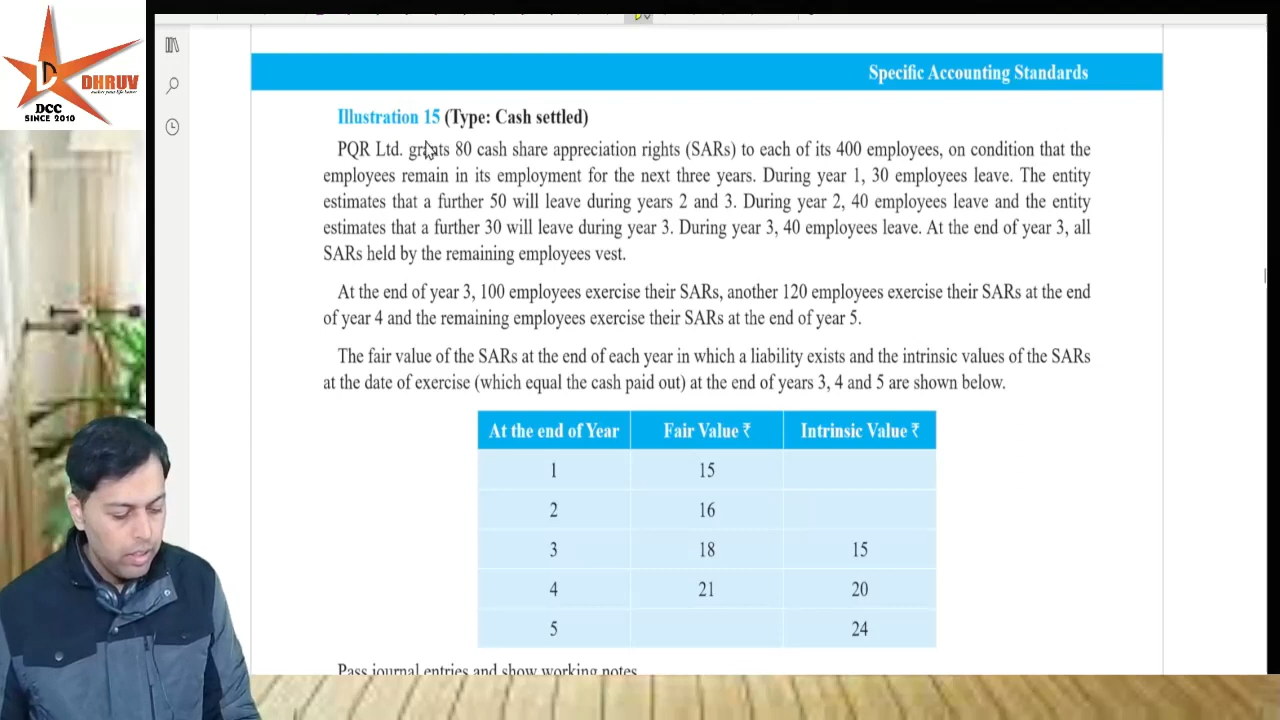 DHRUV
DCC
SINCE 2010
Specific Accounting Standards
Illustration 15 (Type: Cash settled)
PQR Ltd. grants 80 cash share appreciation rights (SARs) to each of its 400 employees, on condition that the
employees remain in its employment for the next three years. During year 1, 30 employees leave. The entity
estimates that a further 50 will leave during years 2 and 3. During year 2, 40 employees leave and the entity
estimates that a further 30 will leave during year 3. During year 3, 40 employees leave. At the end of year 3, all
SARs held by the remaining employees vest.
At the end of year 3, 100 employees exercise their SARs, another 120 employees exercise their SARs at the end
of year 4 and the remaining employees exercise their SARs at the end of year 5.
The fair value of the SARs at the end of each year in which a liability exists and the intrinsic values of the SARs
at the date of exercise (which equal the cash paid out) at the end of years 3, 4 and 5 are shown below.
At the end of Year Fair Value ₹ Intrinsic Value ₹
1 15
2 16
3 18 15
4 21 20
5 24
Pass journal entries and show working notes